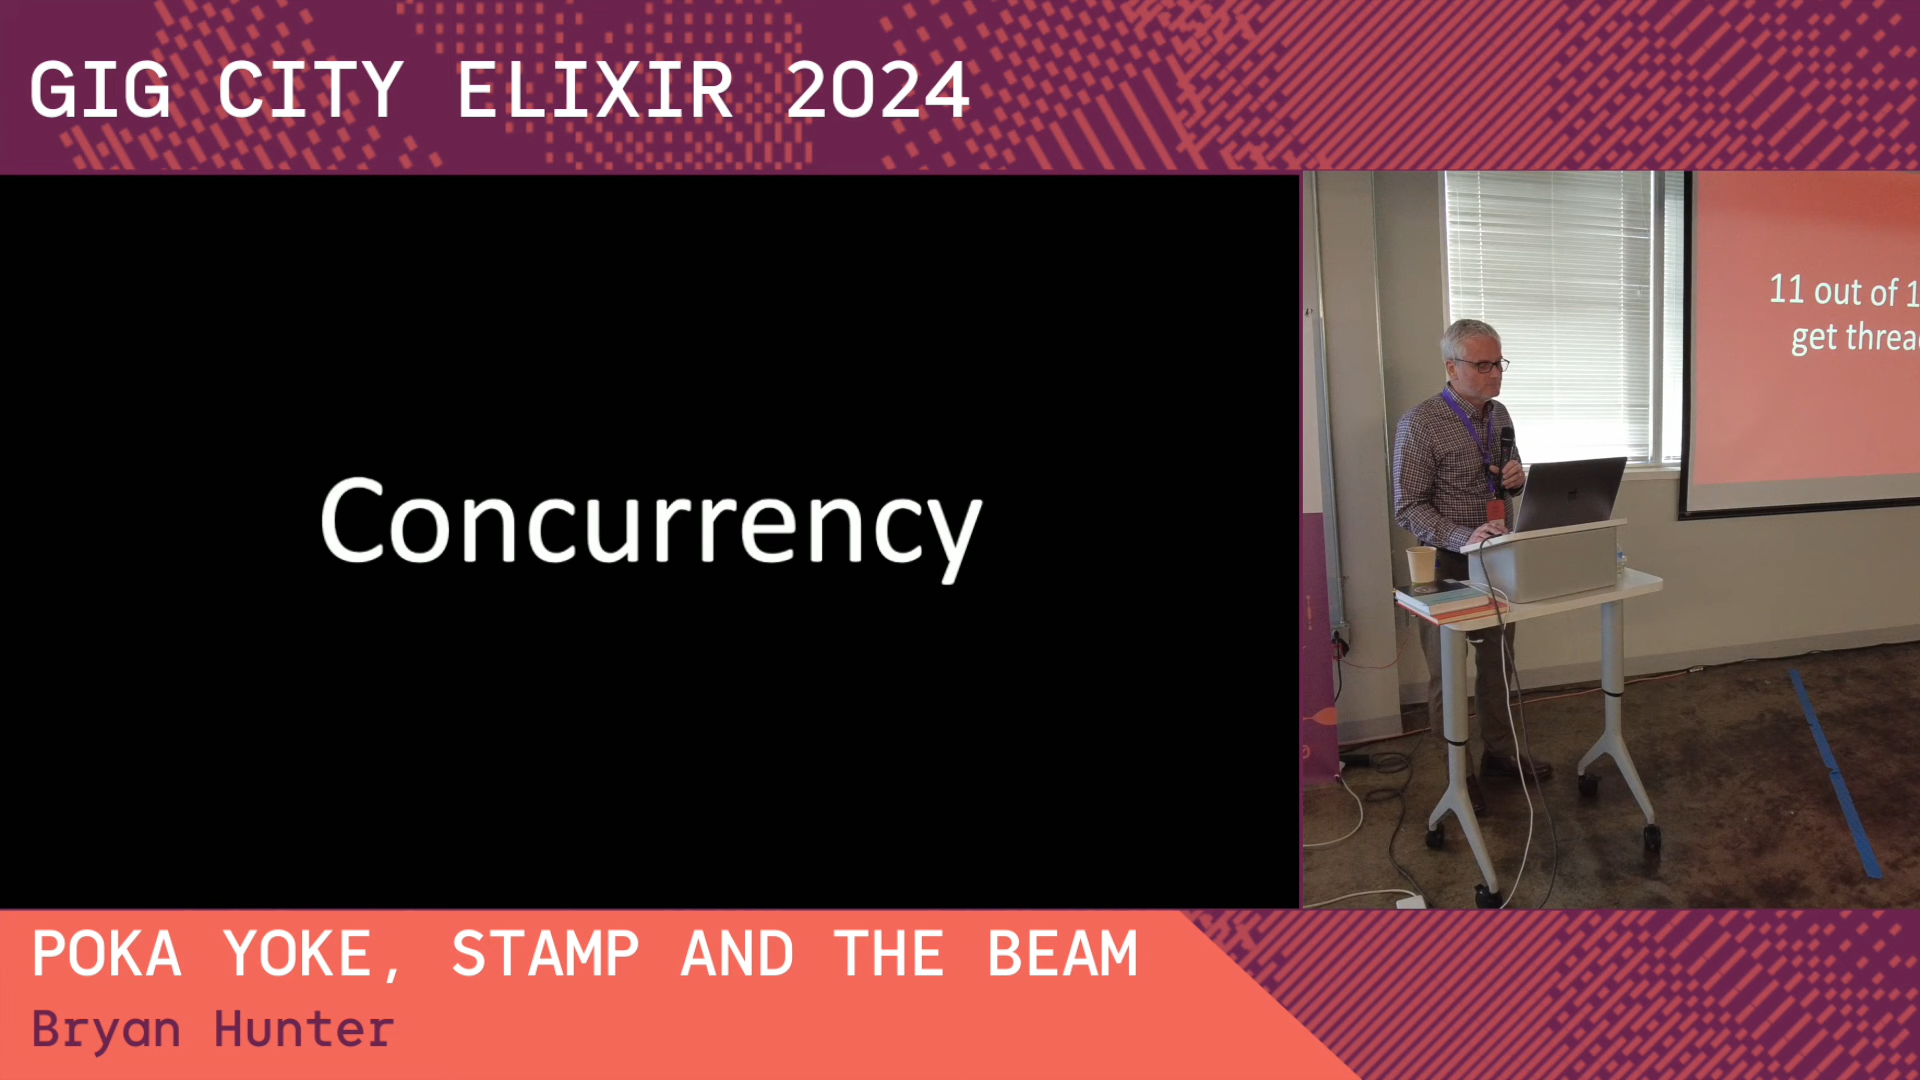 GIG CITY ELIXIR 2024
Concurrency
11 out of 1
get threa
POKA YOKE, STAMP AND THE BEAM
Bryan Hunter